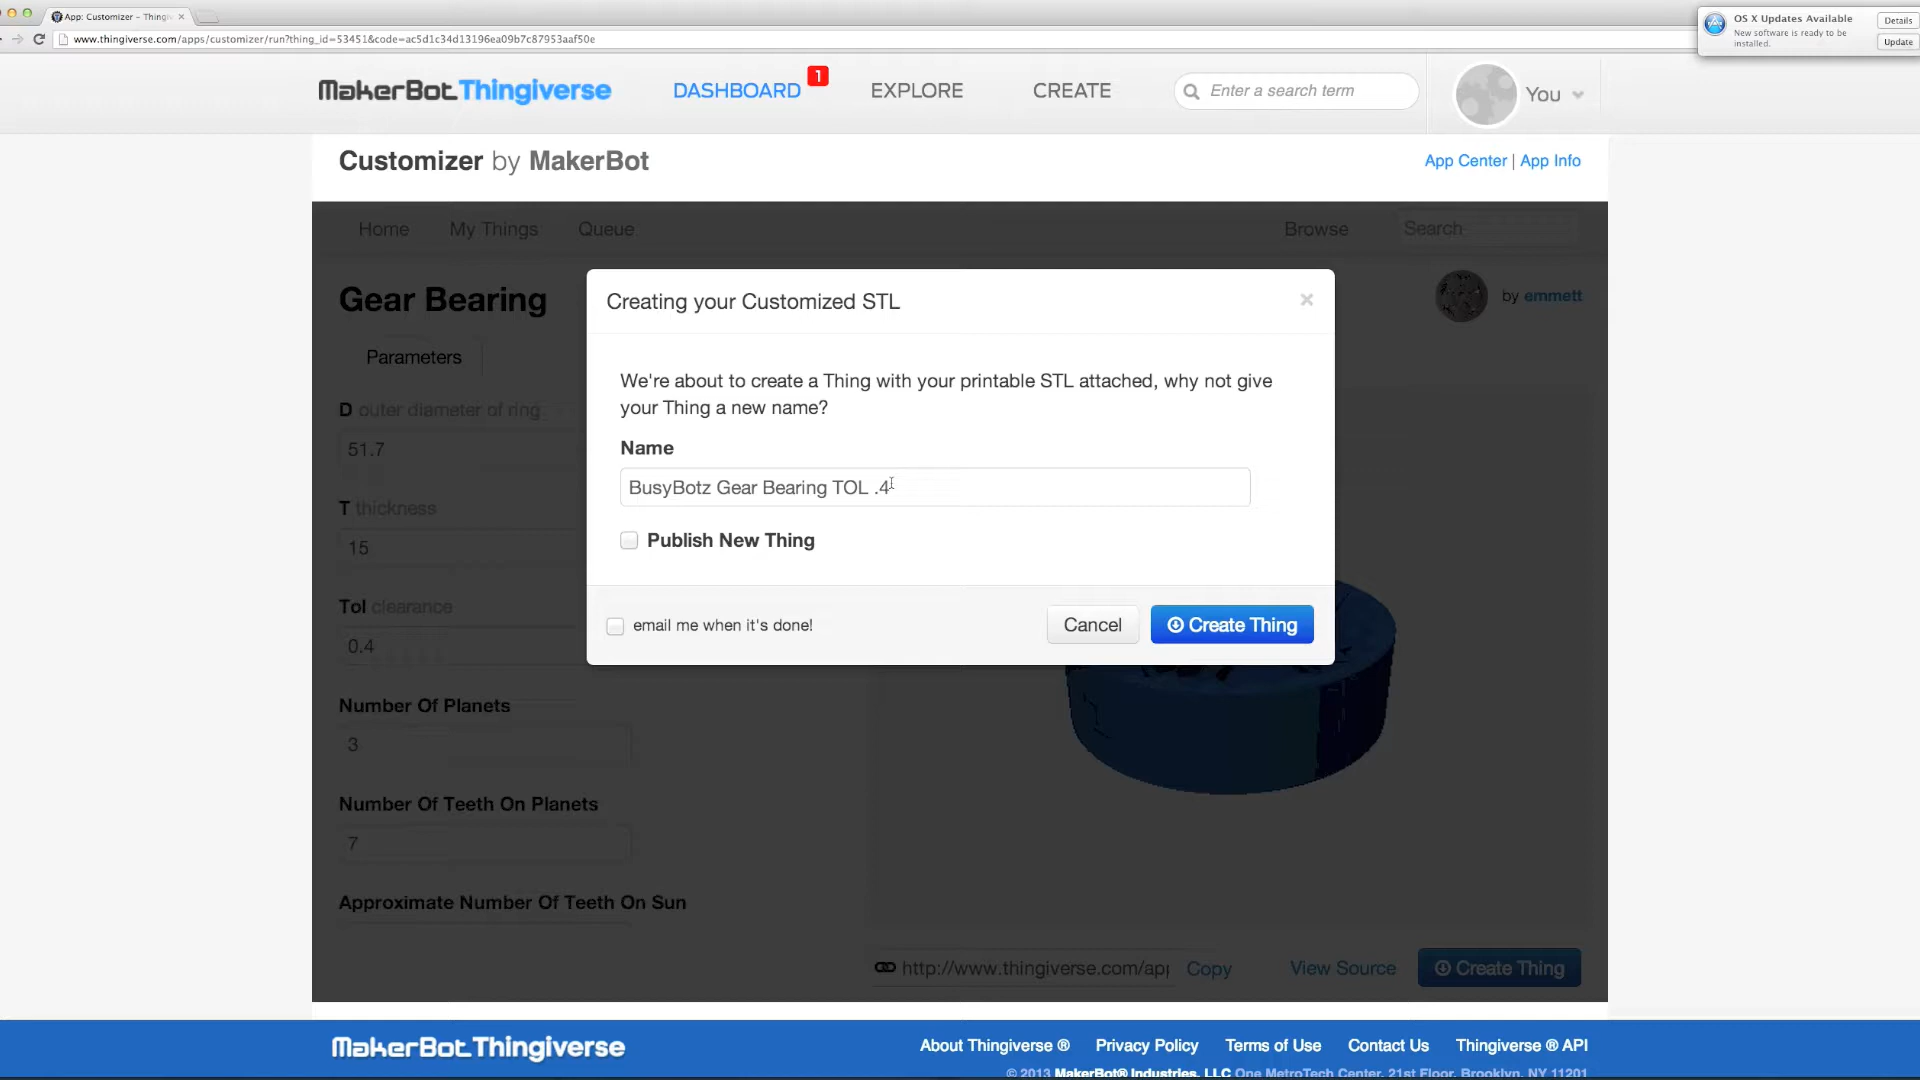 App: Customizer – Thingi
www.thingiverse.com/apps/customizer/run?thing_id=53451&code=ac5d1c34d13196ea09b7c87953aaf50e
OS X Updates Available
New software is ready to be
installed.
Details
Update
MakerBot Thingiverse
DASHBOARD 1 EXPLORE CREATE Enter a search term You
Customizer by MakerBot App Center | App Info
Home My Things Queue Browse Search
Gear Bearing by emmett
Parameters
D outer diameter of ring
51.7
T thickness
15
Tol clearance
0.4
Number Of Planets
3
Number Of Teeth On Planets
7
Approximate Number Of Teeth On Sun
Creating your Customized STL ×
We're about to create a Thing with your printable STL attached, why not give
your Thing a new name?
Name
BusyBotz Gear Bearing TOL .4
Publish New Thing
email me when it's done! Cancel Create Thing
http://www.thingiverse.com/app Copy View Source Create Thing
MakerBot Thingiverse About Thingiverse ® Privacy Policy Terms of Use Contact Us Thingiverse ® API
© 2013 MakerBot® Industries, LLC One MetroTech Center, 21st Floor, Brooklyn, NY 11201